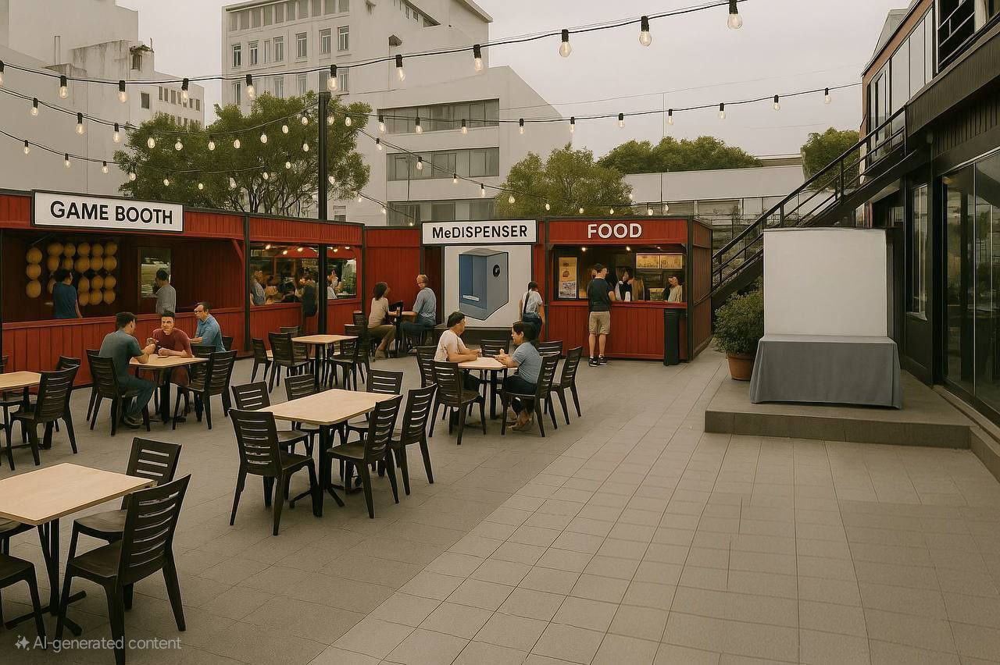 GAME BOOTH
MeDISPENSER
FOOD
AI-generated content